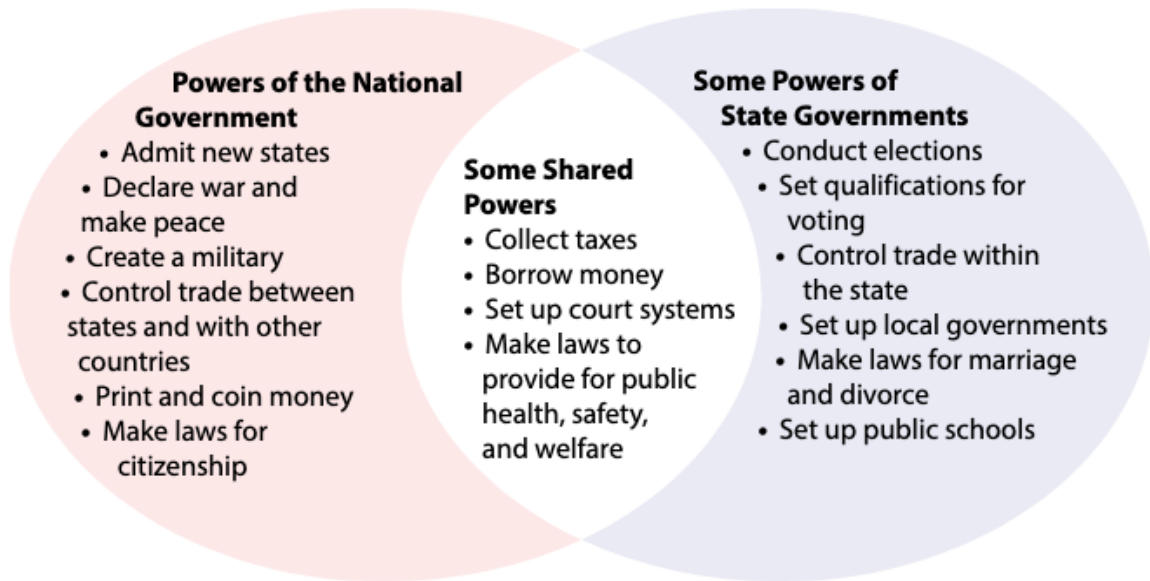 Powers of the National
Government
• Admit new states
• Declare war and
make peace
• Create a military
• Control trade between
states and with other
countries
• Print and coin money
• Make laws for
citizenship
Some Shared
Powers
• Collect taxes
• Borrow money
• Set up court systems
• Make laws to
provide for public
health, safety,
and welfare
Some Powers of
State Governments
• Conduct elections
• Set qualifications for
voting
• Control trade within
the state
• Set up local governments
• Make laws for marriage
and divorce
• Set up public schools